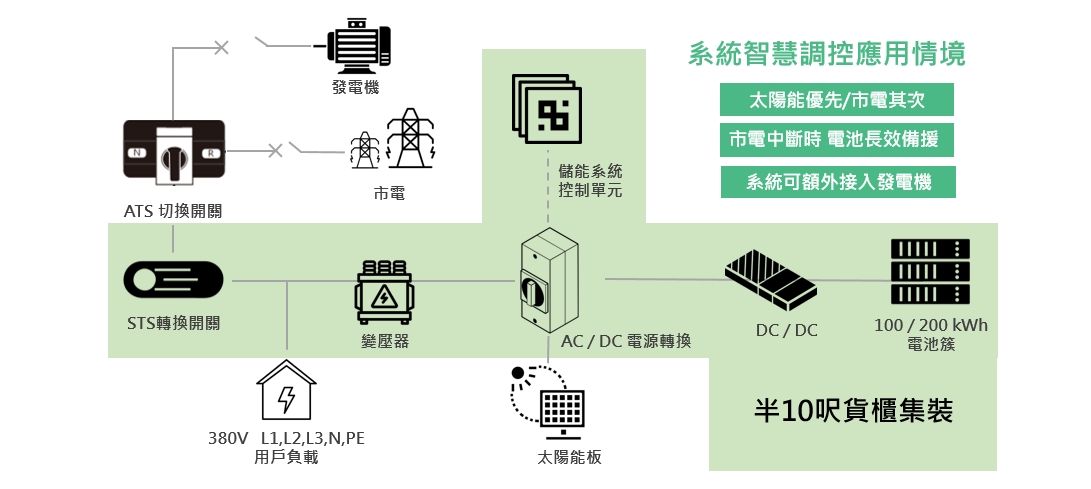 系統智慧調控應用情境
太陽能優先/市電其次
市電中斷時 電池長效備援
系統可額外接入發電機
發電機
N
R
ATS 切換開關
市電
儲能系統
控制單元
STS轉換開關
變壓器
AC / DC 電源轉換
DC / DC
100 / 200 kWh
電池簇
380V L1,L2,L3,N,PE
用戶負載
太陽能板
半10呎貨櫃集裝